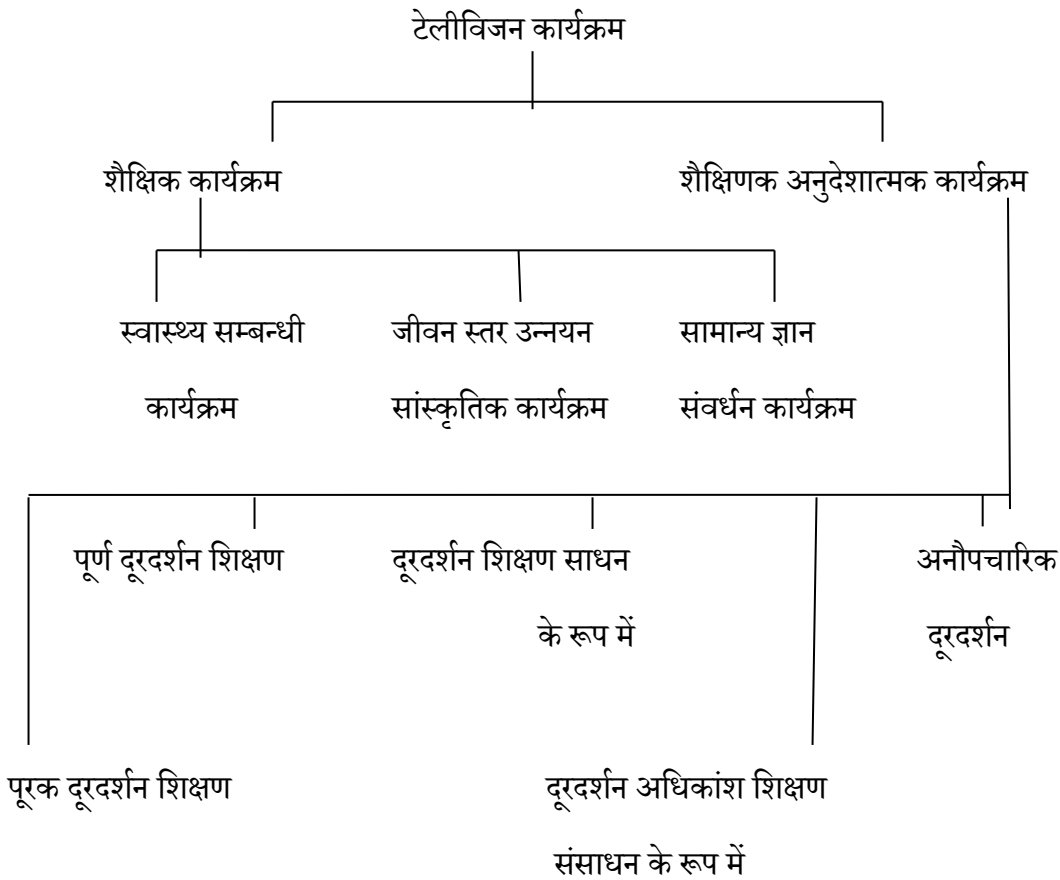 टेलीविजन कार्यक्रम
शैक्षिक कार्यक्रम शैक्षिणक अनुदेशात्मक कार्यक्रम
स्वास्थ्य सम्बन्धी जीवन स्तर उन्नयन सामान्य ज्ञान
कार्यक्रम सांस्कृतिक कार्यक्रम संवर्धन कार्यक्रम
पूर्ण दूरदर्शन शिक्षण दूरदर्शन शिक्षण साधन अनौपचारिक
के रूप में दूरदर्शन
पूरक दूरदर्शन शिक्षण दूरदर्शन अधिकांश शिक्षण
संसाधन के रूप में